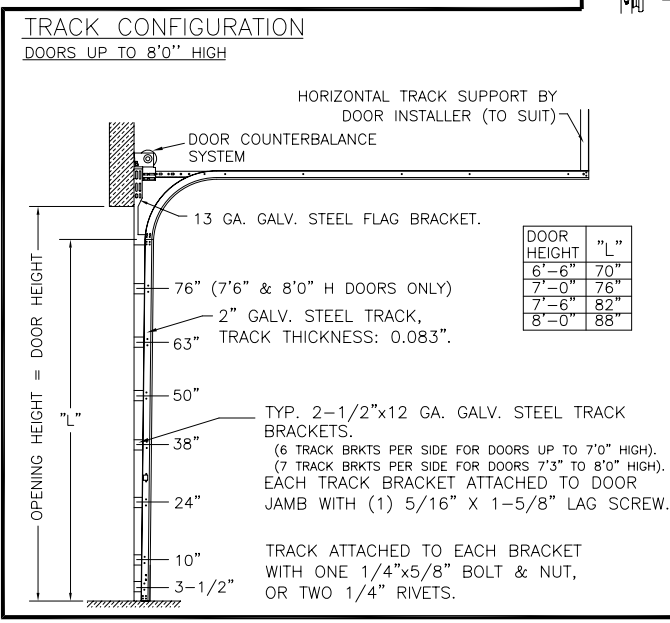 TRACK CONFIGURATION
DOORS UP TO 8'0'' HIGH
HORIZONTAL TRACK SUPPORT BY
DOOR INSTALLER (TO SUIT)
DOOR COUNTERBALANCE
SYSTEM
13 GA. GALV. STEEL FLAG BRACKET.
DOOR HEIGHT "L"
6'-6" 70"
7'-0" 76"
7'-6" 82"
8'-0" 88"
76" (7'6" & 8'0" H DOORS ONLY)
2" GALV. STEEL TRACK,
TRACK THICKNESS: 0.083".
63"
50"
38"
24"
10"
3-1/2"
OPENING HEIGHT = DOOR HEIGHT
"L"
TYP. 2-1/2"x12 GA. GALV. STEEL TRACK
BRACKETS.
(6 TRACK BRKTS PER SIDE FOR DOORS UP TO 7'0" HIGH).
(7 TRACK BRKTS PER SIDE FOR DOORS 7'3" TO 8'0" HIGH).
EACH TRACK BRACKET ATTACHED TO DOOR
JAMB WITH (1) 5/16" X 1-5/8" LAG SCREW.
TRACK ATTACHED TO EACH BRACKET
WITH ONE 1/4"x5/8" BOLT & NUT,
OR TWO 1/4" RIVETS.